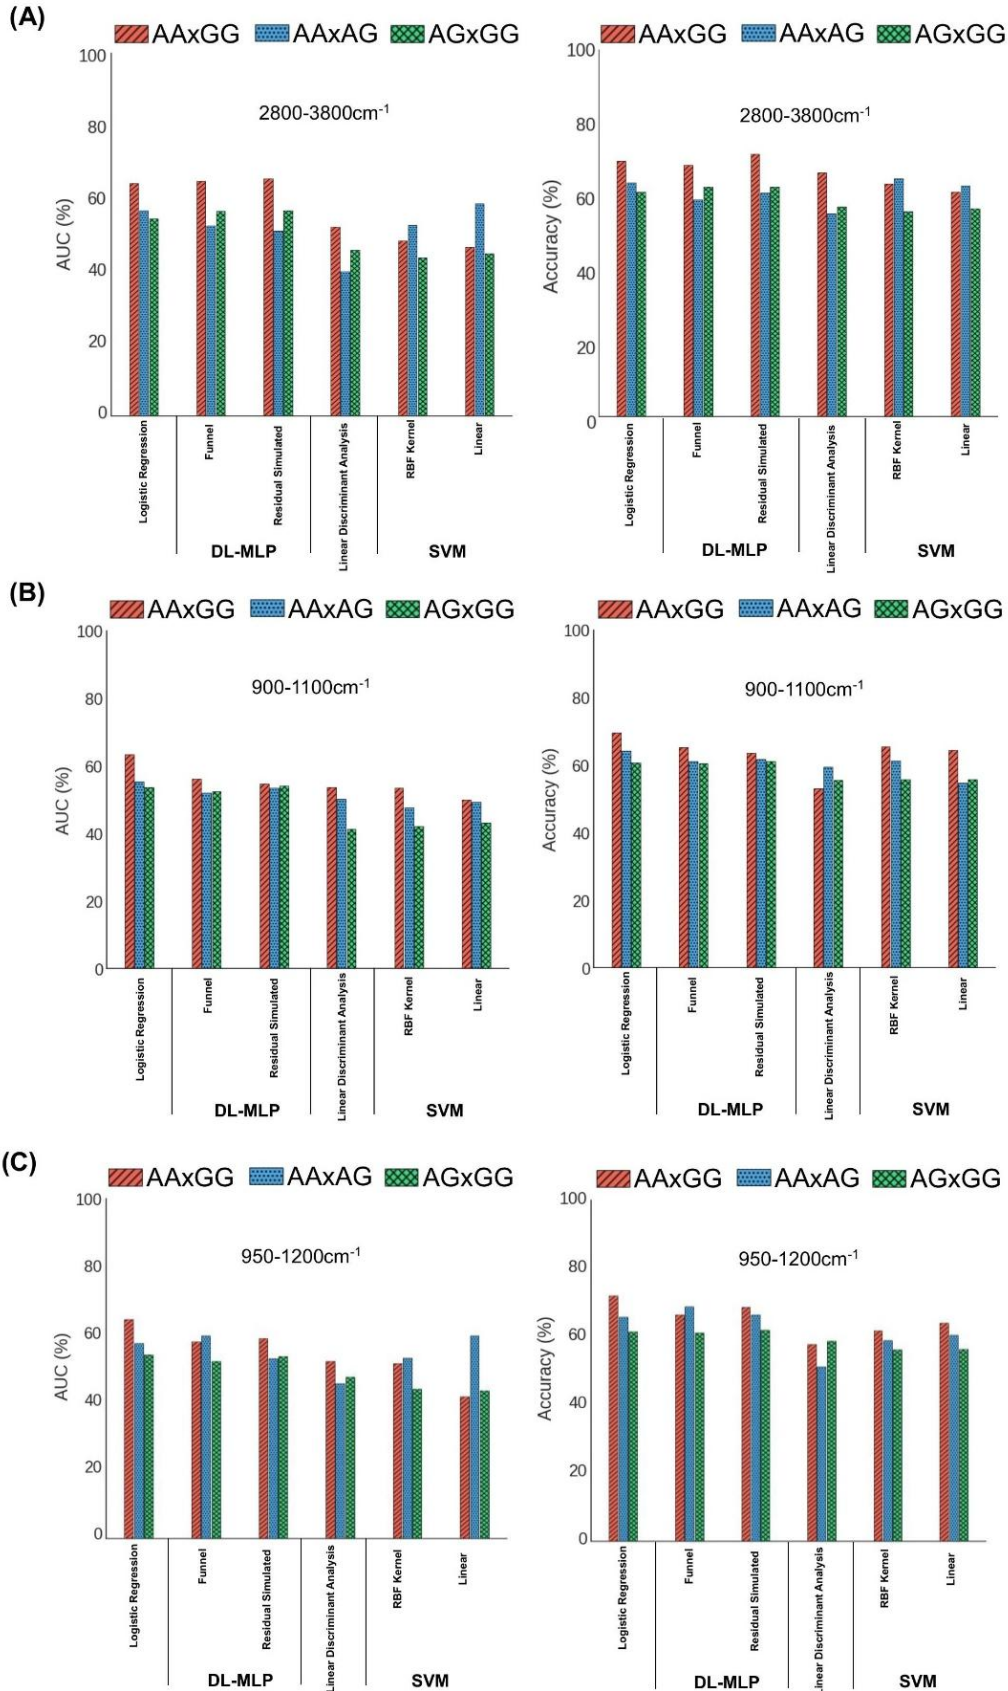 (A)
AAxGG AAxAG AGxGG
2800-3800cm-1
AUC (%)
100
80
60
40
20
0
Logistic Regression
Funnel
Residual Simulated
Linear Discriminant Analysis
RBF Kernel
Linear
DL-MLP
SVM
AAxGG AAxAG AGxGG
2800-3800cm-1
Accuracy (%)
100
80
60
40
20
0
Logistic Regression
Funnel
Residual Simulated
Linear Discriminant Analysis
RBF Kernel
Linear
DL-MLP
SVM
(B)
AAxGG AAxAG AGxGG
900-1100cm-1
AUC (%)
100
80
60
40
20
0
Logistic Regression
Funnel
Residual Simulated
Linear Discriminant Analysis
RBF Kernel
Linear
DL-MLP
SVM
AAxGG AAxAG AGxGG
900-1100cm-1
Accuracy (%)
100
80
60
40
20
0
Logistic Regression
Funnel
Residual Simulated
Linear Discriminant Analysis
RBF Kernel
Linear
DL-MLP
SVM
(C)
AAxGG AAxAG AGxGG
950-1200cm-1
AUC (%)
100
80
60
40
20
0
Logistic Regression
Funnel
Residual Simulated
Linear Discriminant Analysis
RBF Kernel
Linear
DL-MLP
SVM
AAxGG AAxAG AGxGG
950-1200cm-1
Accuracy (%)
100
80
60
40
20
0
Logistic Regression
Funnel
Residual Simulated
inear Discriminant Analysis
RBF Kernel
Linear
DL-MLP
SVM